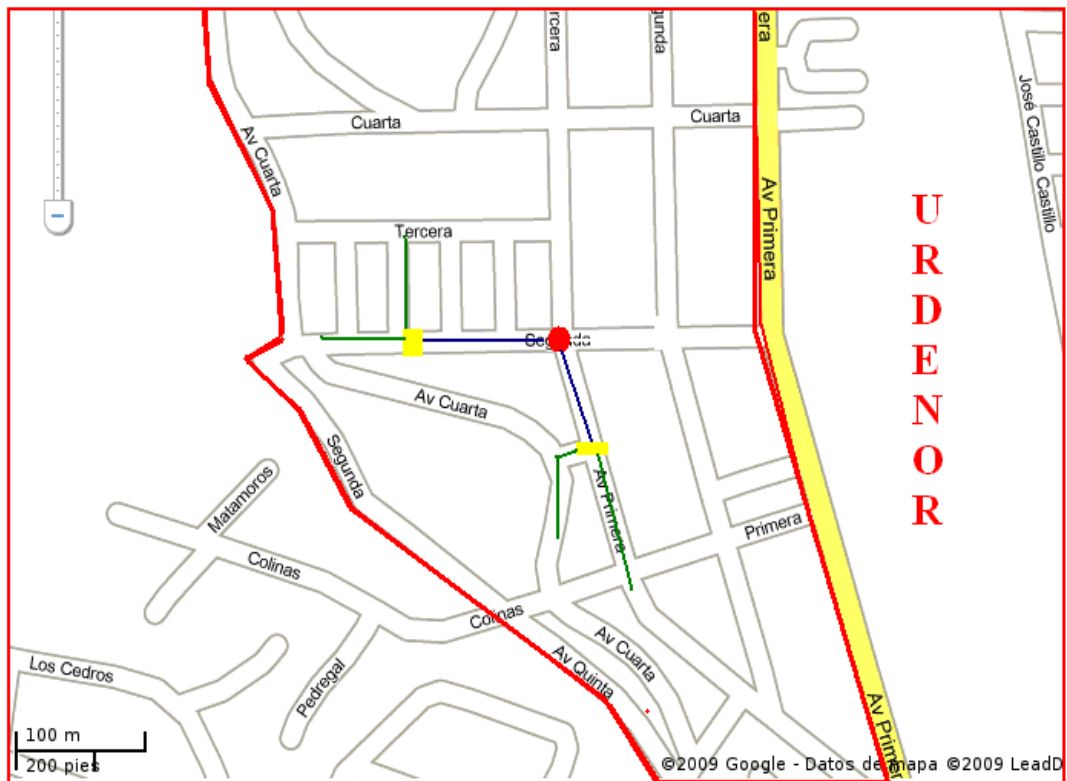 rcera
gunda
era
Cuarta
Cuarta
Av Cuarta
José Castillo Castillo
Av Primera
URDENOR
Tercera
Segunda
Av Cuarta
Segunda
Av Primera
Matamoros
Primera
Colinas
Colinas
Av Cuarta
Av Quinta
Los Cedros
Pedregal
Av Primer
100 m
200 pies
©2009 Google - Datos de mapa ©2009 LeadD